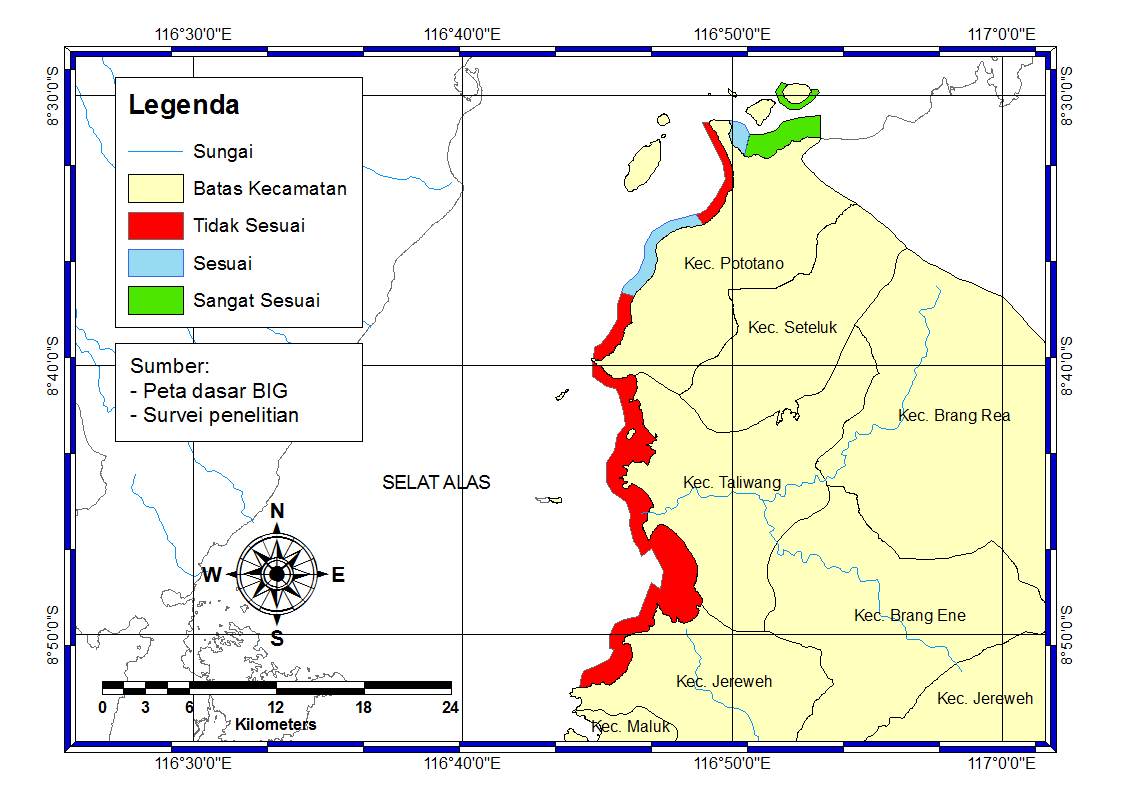 116°30'0"E 116°40'0"E 116°50'0"E 117°0'0"E
8°30'0"S
8°30'0"S
Legenda
Sungai
Batas Kecamatan
Tidak Sesuai
Sesuai
Sangat Sesuai
Sumber:
- Peta dasar BIG
- Survei penelitian
Kec. Pototano
Kec. Seteluk
8°40'0"S
8°40'0"S
Kec. Brang Rea
SELAT ALAS
Kec. Taliwang
N
W
E
S
Kec. Brang Ene
8°50'0"S
8°50'0"S
Kec. Jereweh
Kec. Jereweh
Kec. Maluk
0 3 6 12 18 24
Kilometers
116°30'0"E 116°40'0"E 116°50'0"E 117°0'0"E